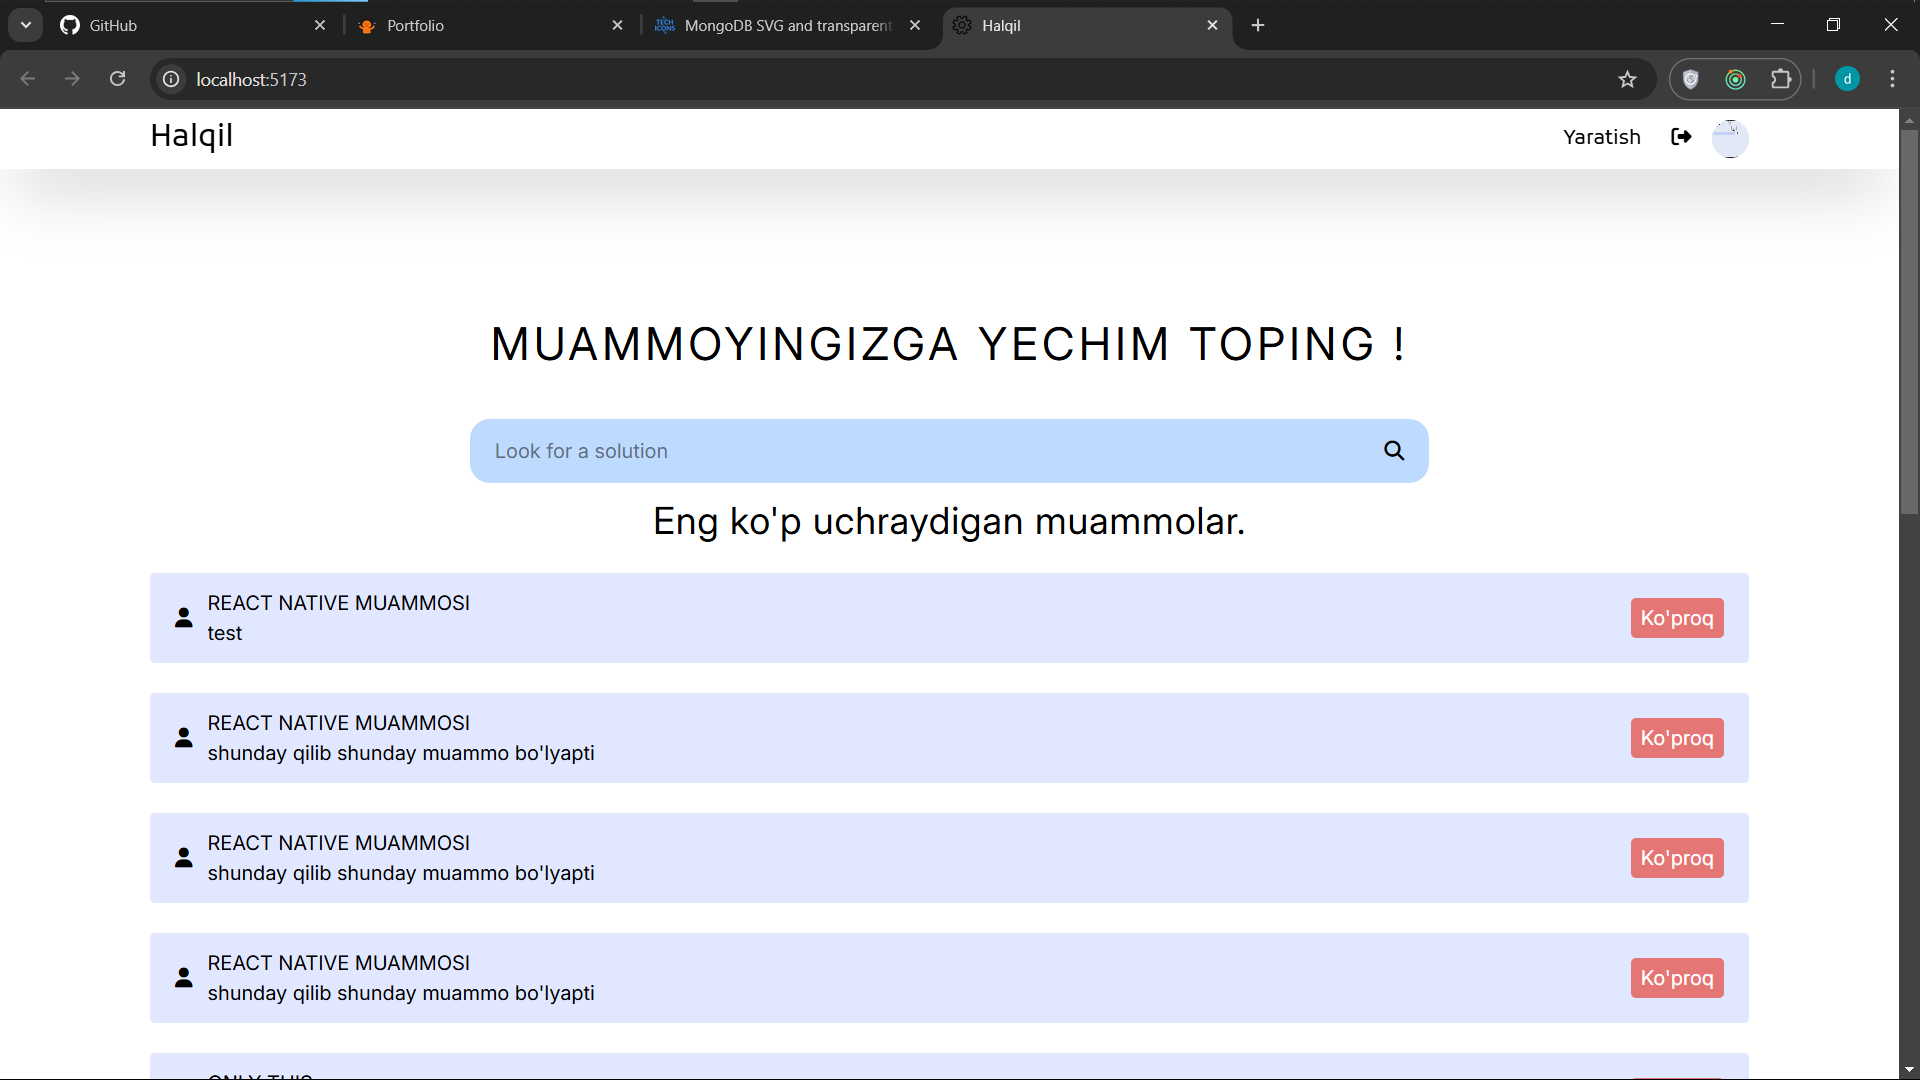 GitHub
Portfolio
MongoDB SVG and transparent
Halqil
localhost:5173
d
Halqil
Yaratish
MUAMMOYINGIZGA YECHIM TOPING !
Look for a solution
Eng ko'p uchraydigan muammolar.
REACT NATIVE MUAMMOSI
test
Ko'proq
REACT NATIVE MUAMMOSI
shunday qilib shunday muammo bo'lyapti
Ko'proq
REACT NATIVE MUAMMOSI
shunday qilib shunday muammo bo'lyapti
Ko'proq
REACT NATIVE MUAMMOSI
shunday qilib shunday muammo bo'lyapti
Ko'proq
ONLY THIS